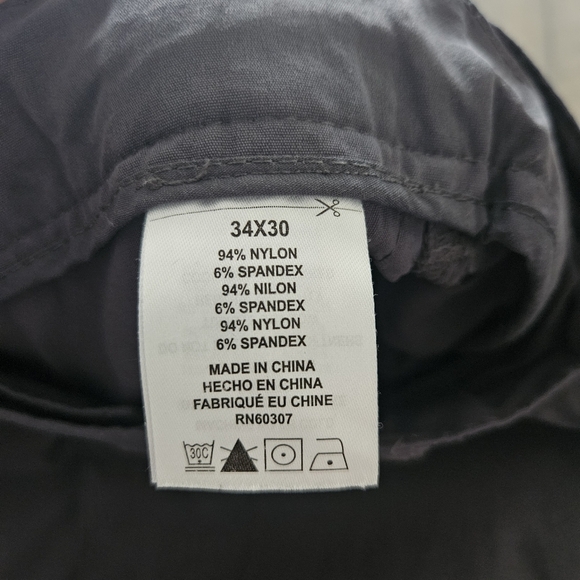 34X30
94% NYLON
6% SPANDEX
94% NILON
6% SPANDEX
94% NYLON
6% SPANDEX
MADE IN CHINA
HECHO EN CHINA
FABRIQUÉ EU CHINE
RN60307
30C